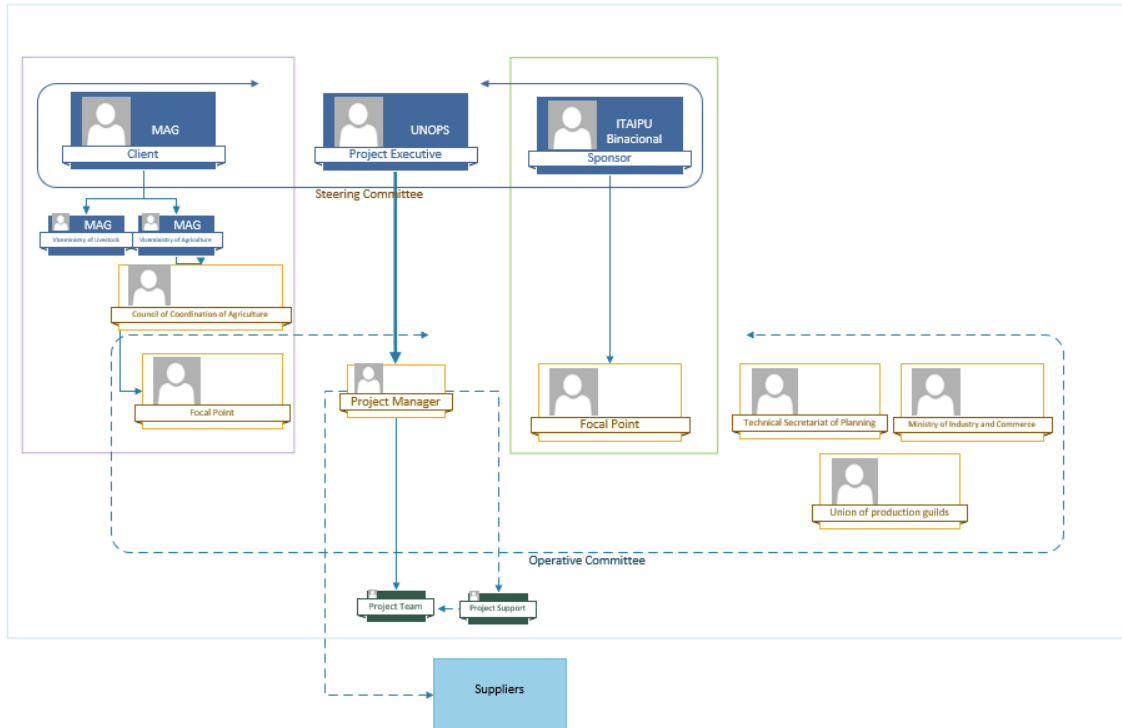 MAG
Client
UNOPS
Project Executive
ITAIPU
Binacional
Sponsor
Steering Committee
MAG
Viceministry of Livestock
MAG
Viceministry of Agriculture
Council of Coordination of Agriculture
Focal Point
Project Manager
Focal Point
Technical Secretariat of Planning
Ministry of Industry and Commerce
Union of production guilds
Operative Committee
Project Team
Project Support
Suppliers